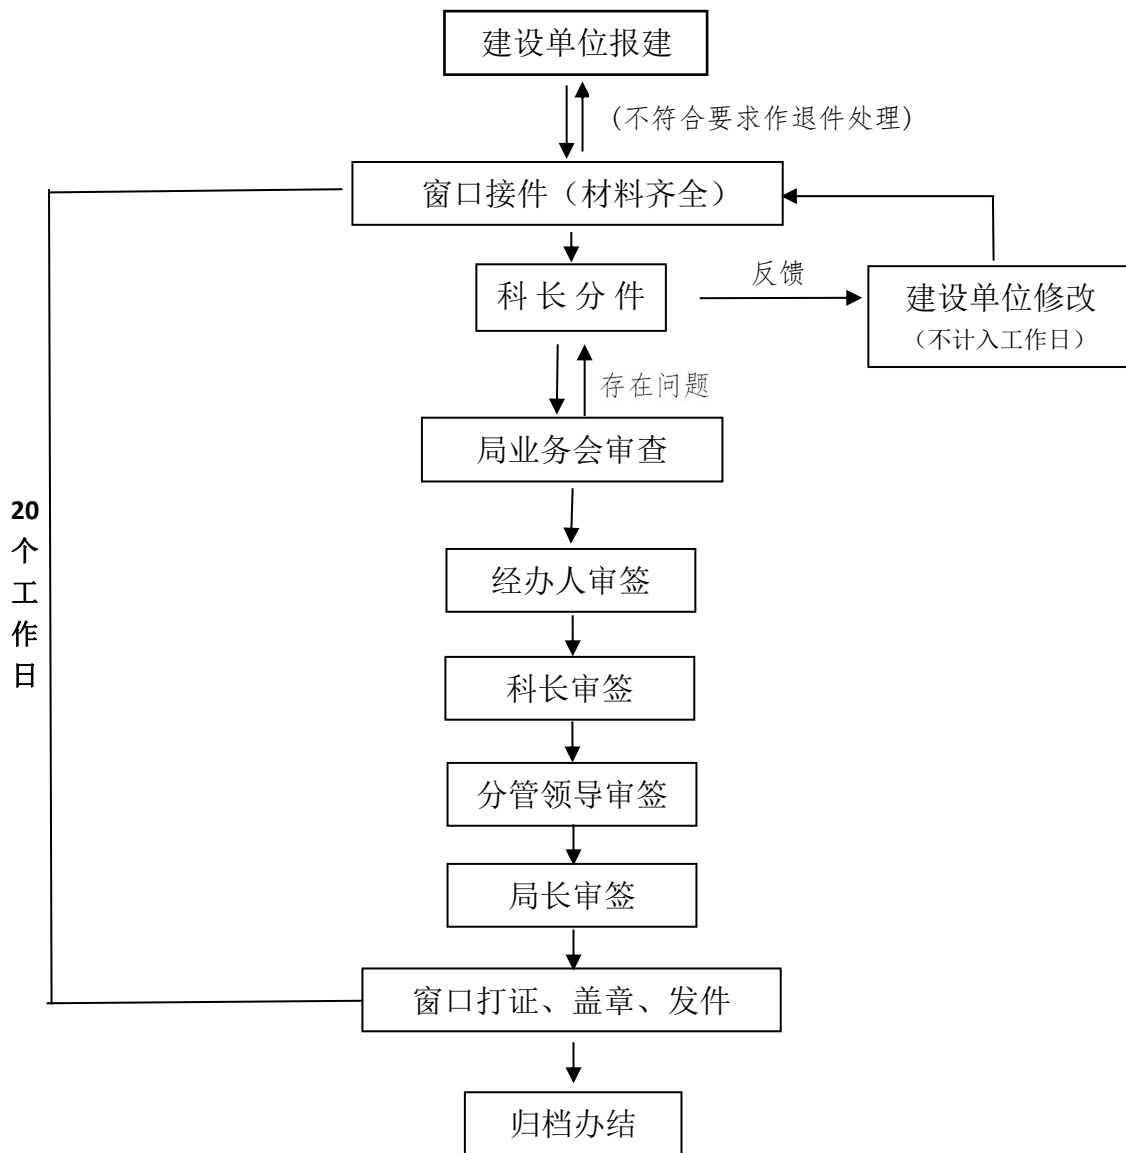 建设单位报建
(不符合要求作退件处理)
窗口接件（材料齐全）
科 长 分 件
反馈
建设单位修改
（不计入工作日）
存在问题
局业务会审查
20
个
工
作
日
经办人审签
科长审签
分管领导审签
局长审签
窗口打证、盖章、发件
归档办结